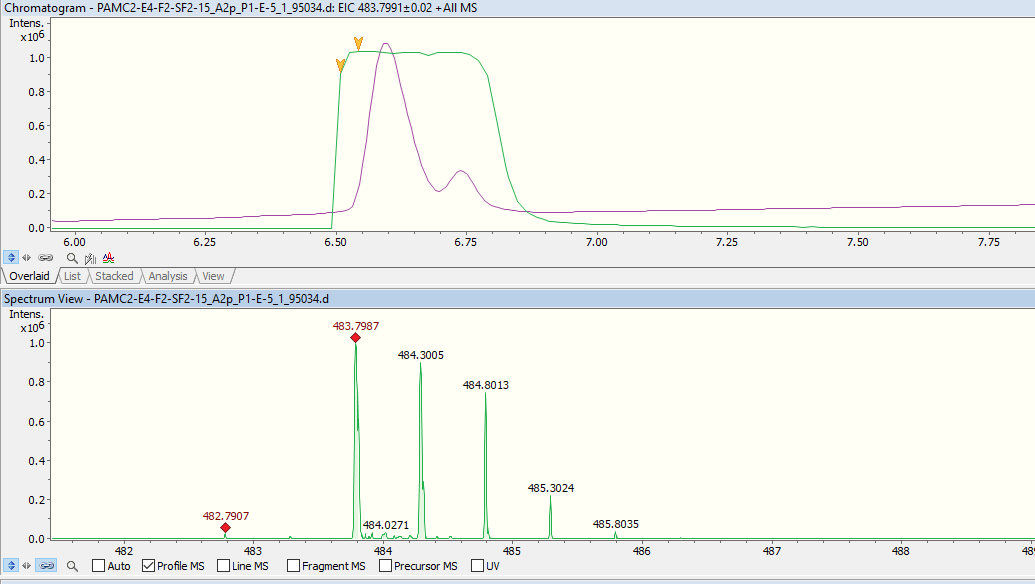 Chromatogram - PAMC2-E4-F2-SF2-15_A2p_P1-E-5_1_95034.d: EIC 483.7991±0.02 +All MS
Intens.
x10⁶
1.0
0.8
0.6
0.4
0.2
0.0
6.00 6.25 6.50 6.75 7.00 7.25 7.50 7.75
Overlaid List Stacked Analysis View
Spectrum View - PAMC2-E4-F2-SF2-15_A2p_P1-E-5_1_95034.d
Intens.
x10⁶
483.7987
1.0
484.3005
484.8013
0.8
0.6
0.4
485.3024
0.2
482.7907
484.0271
485.8035
0.0
482 483 484 485 486 487 488 48
Auto Profile MS Line MS Fragment MS Precursor MS UV